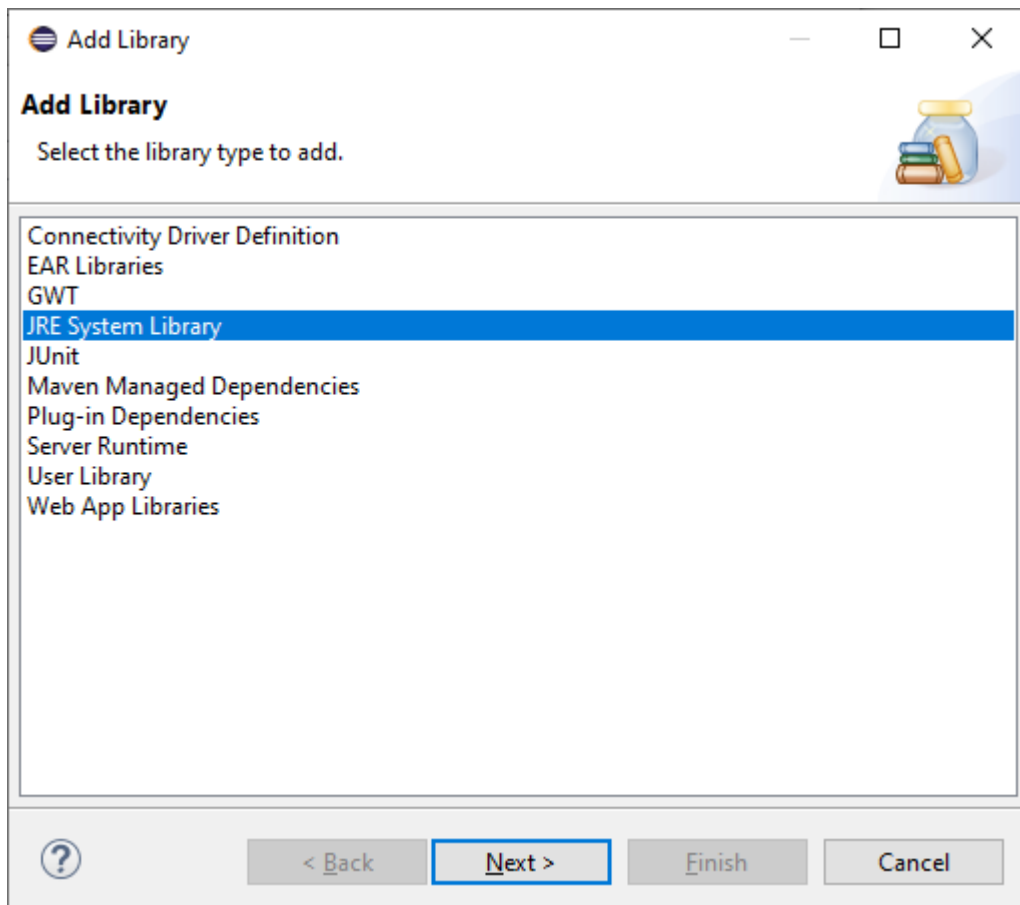 Add Library
Add Library
Select the library type to add.
Connectivity Driver Definition
EAR Libraries
GWT
JRE System Library
JUnit
Maven Managed Dependencies
Plug-in Dependencies
Server Runtime
User Library
Web App Libraries
? < Back Next > Finish Cancel